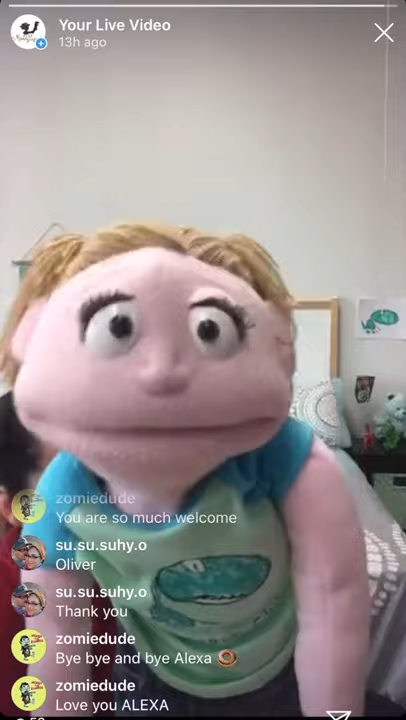 Your Live Video
13h ago
zomiedude
You are so much welcome
su.su.suhy.o
Oliver
su.su.suhy.o
Thank you
zomiedude
Bye bye and bye Alexa
zomiedude
Love you ALEXA